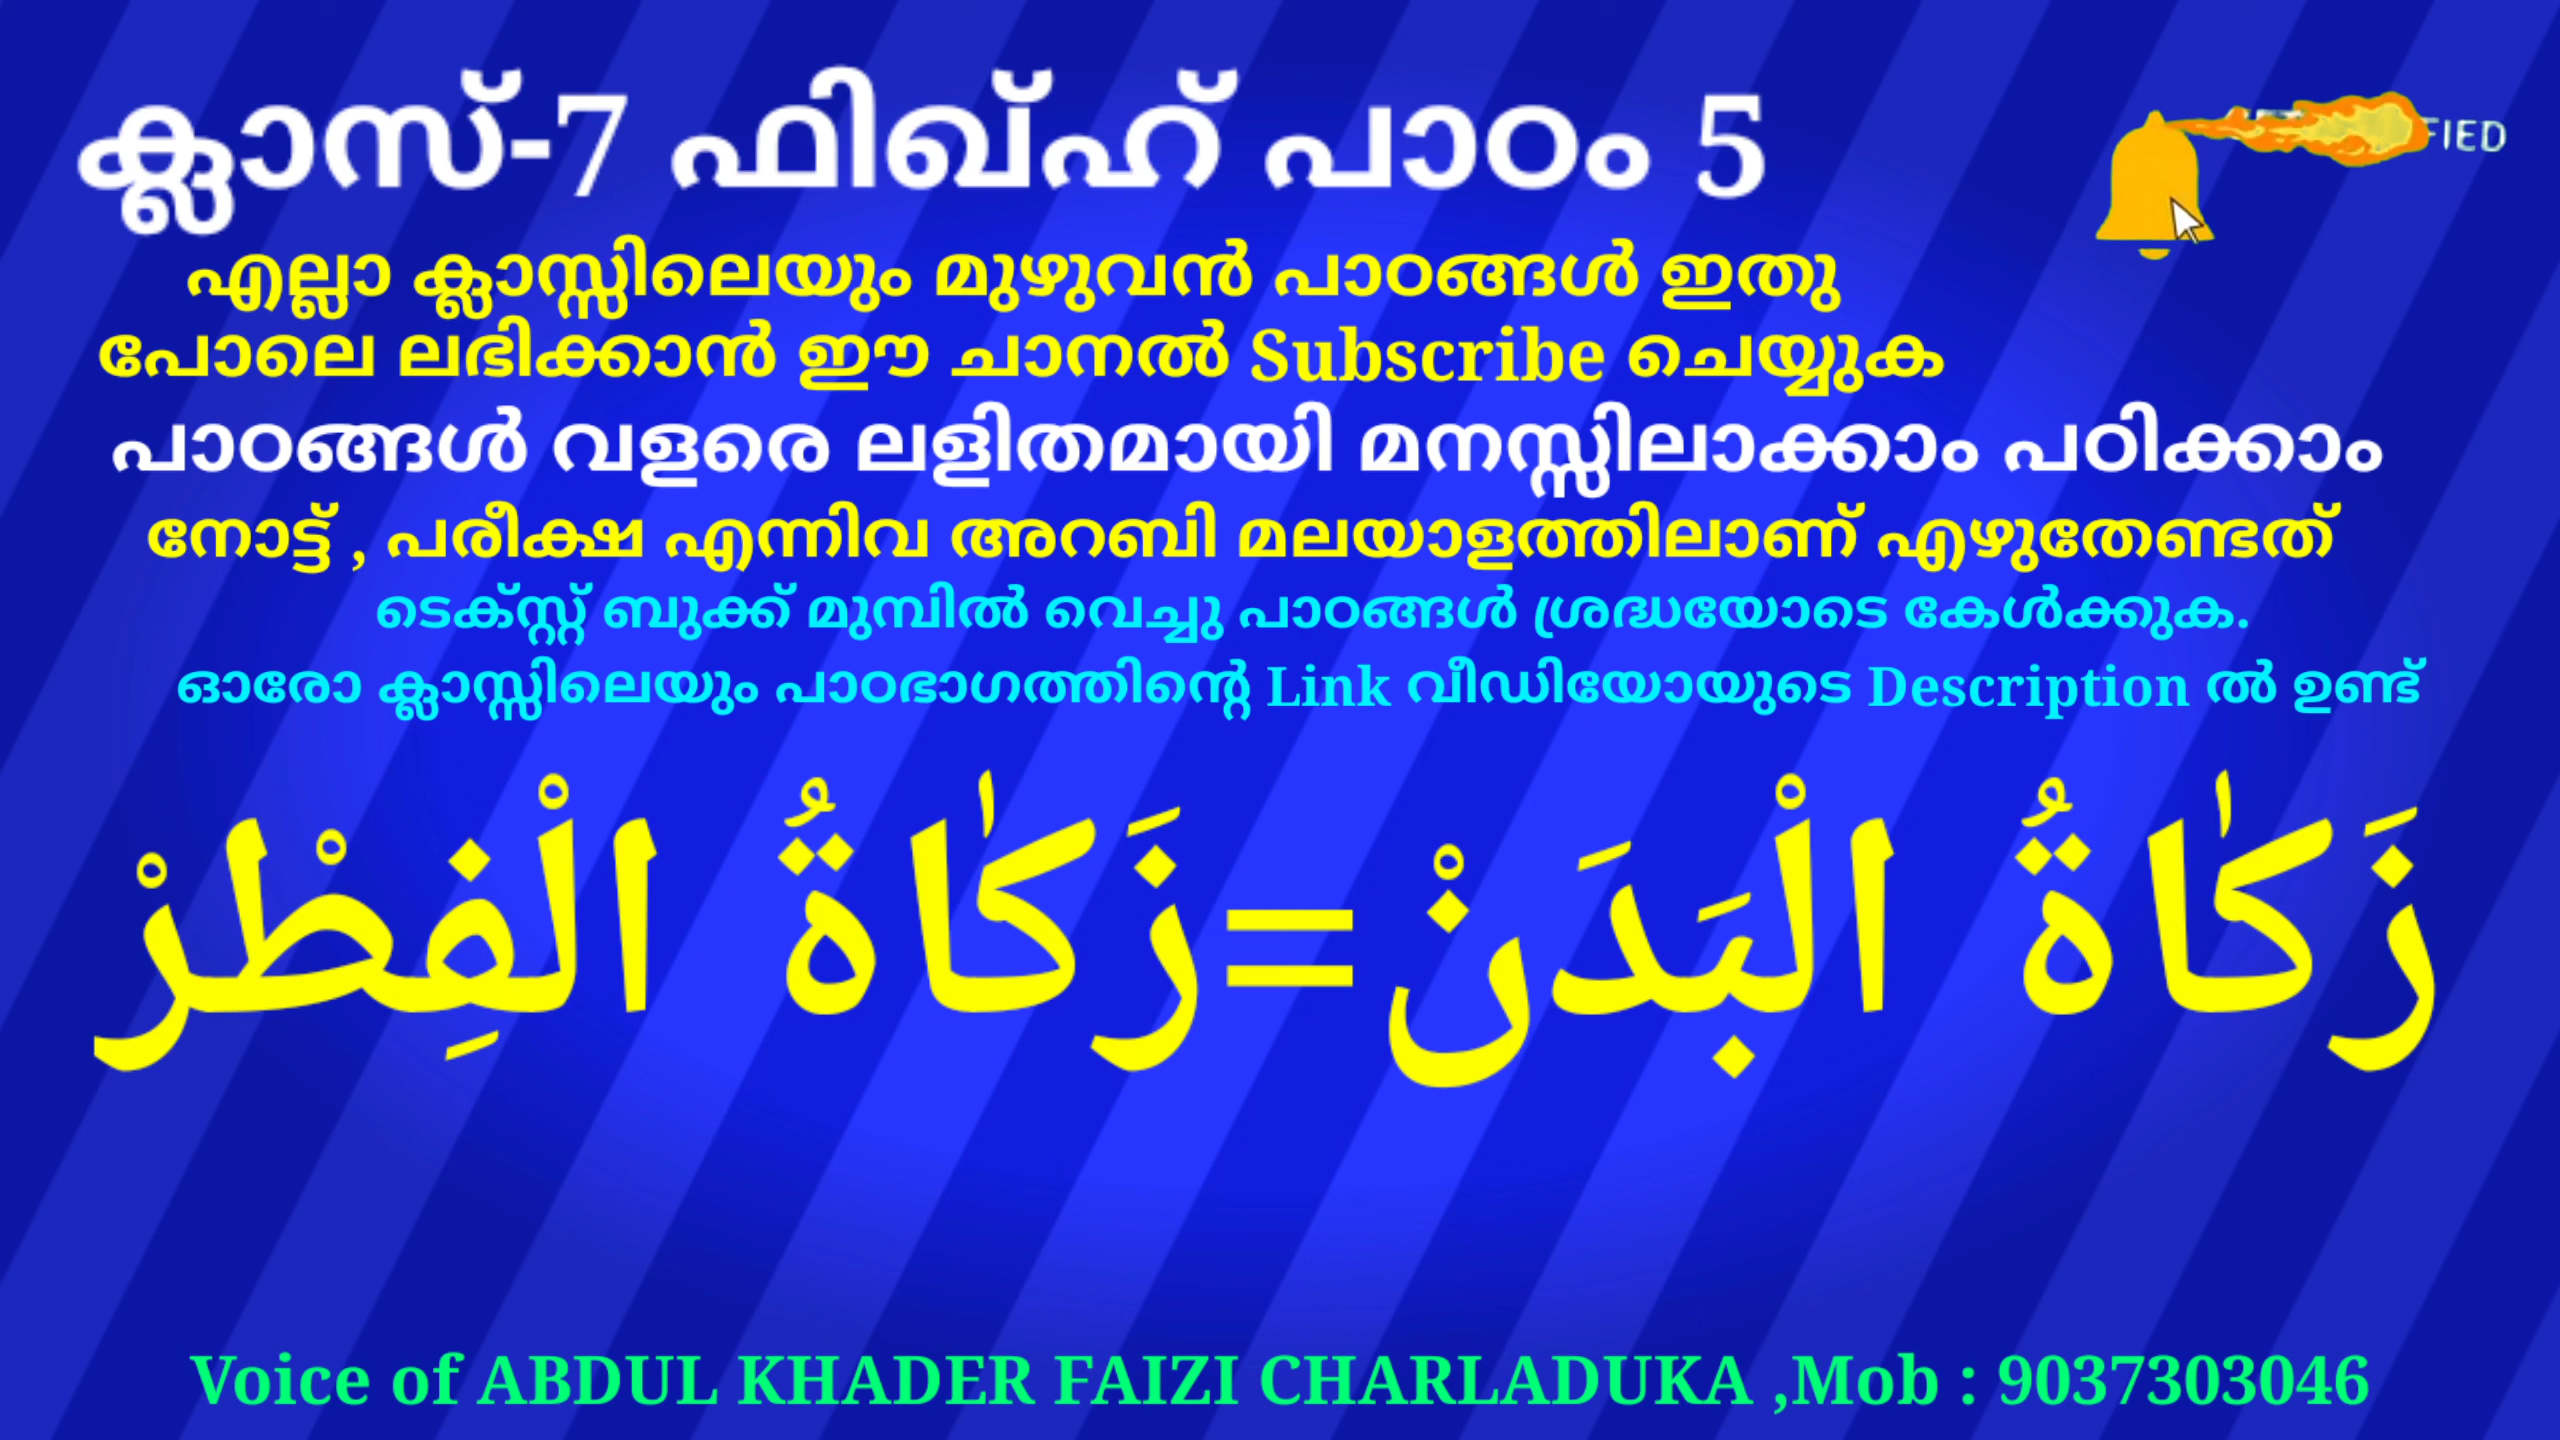 ക്ലാസ്-7 ഫിഖ്ഹ് പാഠം 5
FIED
എല്ലാ ക്ലാസ്സിലെയും മുഴുവൻ പാഠങ്ങൾ ഇതു
പോലെ ലഭിക്കാൻ ഈ ചാനൽ Subscribe ചെയ്യുക
പാഠങ്ങൾ വളരെ ലളിതമായി മനസ്സിലാക്കാം പഠിക്കാം
നോട്ട് , പരീക്ഷ എന്നിവ അറബി മലയാളത്തിലാണ് എഴുതേണ്ടത്
ടെക്സ്റ്റ് ബുക്ക് മുമ്പിൽ വെച്ചു പാഠങ്ങൾ ശ്രദ്ധയോടെ കേൾക്കുക.
ഓരോ ക്ലാസ്സിലെയും പാഠഭാഗത്തിന്റെ Link വീഡിയോയുടെ Description ൽ ഉണ്ട്
زَكٰاةُ الْبَدَنْ=زَكٰاةُ الْفِطْرْ
Voice of ABDUL KHADER FAIZI CHARLADUKA ,Mob : 9037303046